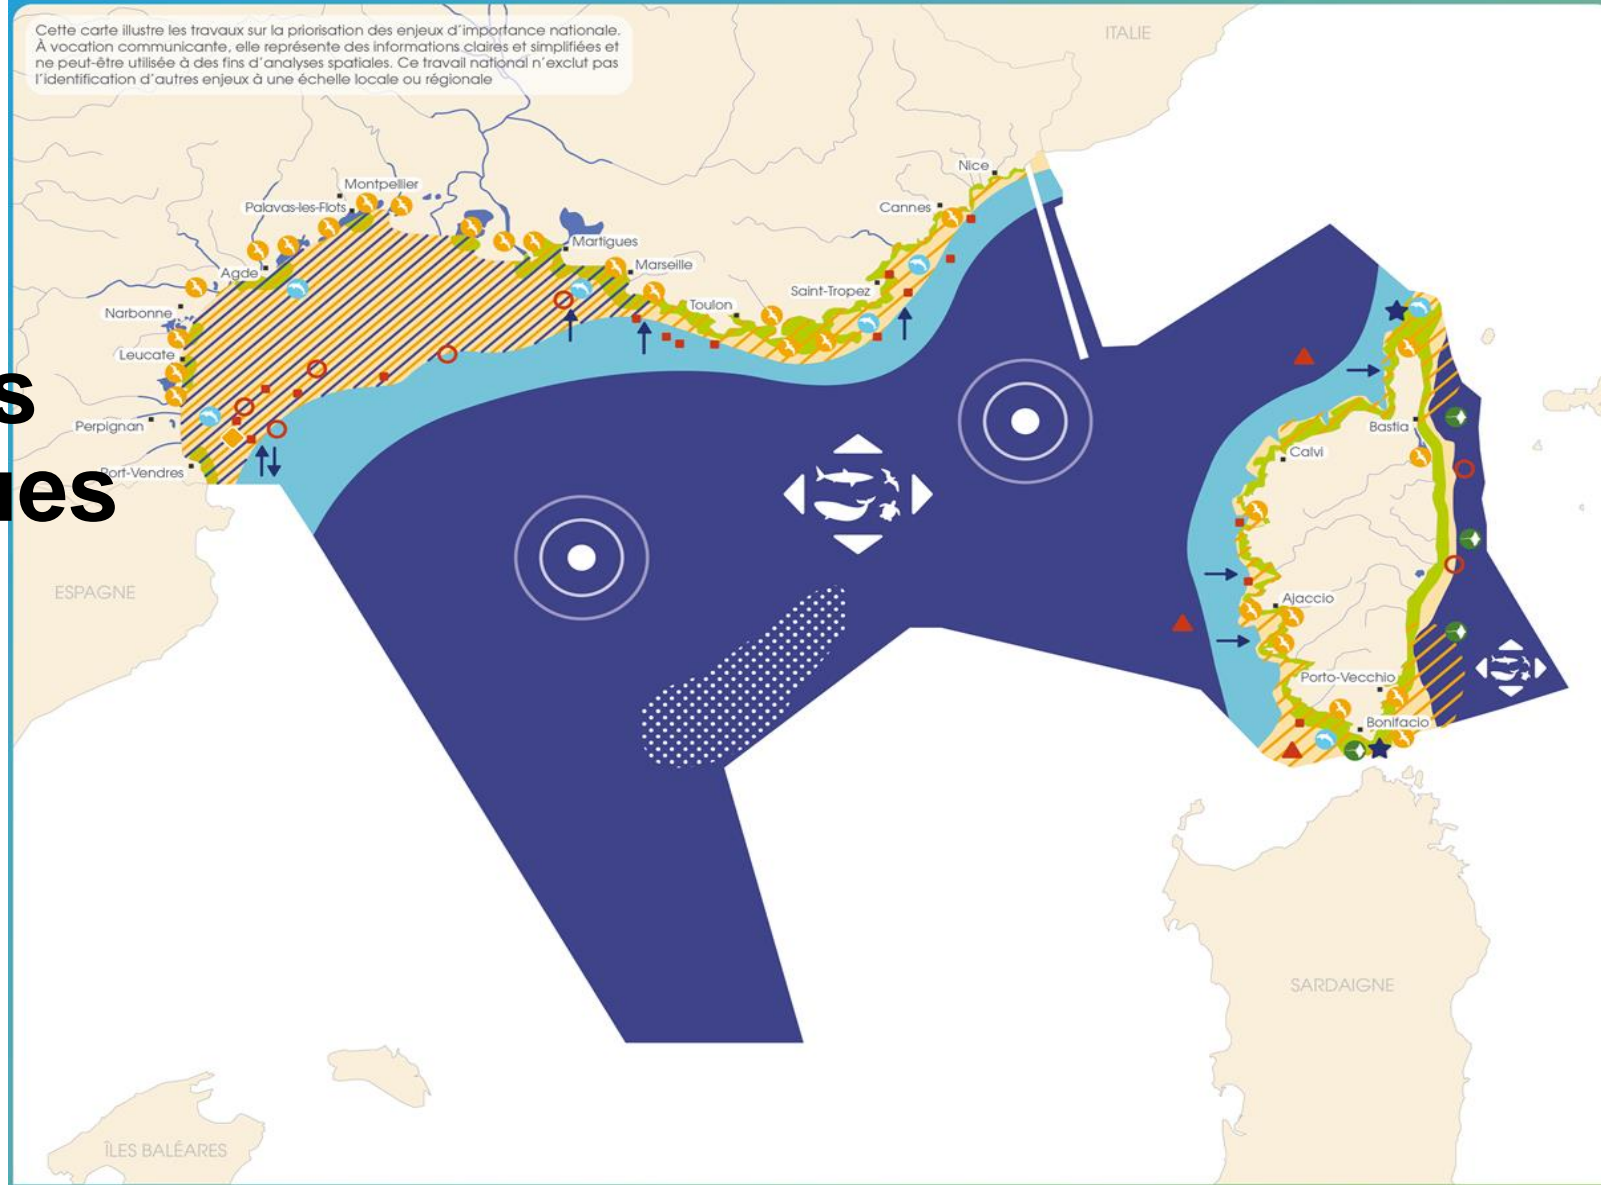 Cette carte illustre les travaux sur la priorisation des enjeux d'importance nationale.
À vocation communicante, elle représente des informations claires et simplifiées et
ne peut-être utilisée à des fins d'analyses spatiales. Ce travail national n'exclut pas
l'identification d'autres enjeux à une échelle locale ou régionale
ITALIE
Nice
Montpellier
Palavas-les-Flots
Cannes
Martigues
Marseille
Agde
Saint-Tropez
Toulon
Narbonne
Leucate
s
Perpignan
Bastia
Calvi
Port-Vendres
ues
ESPAGNE
Ajaccio
Porto-Vecchio
Bonifacio
SARDAIGNE
ÎLES BALÉARES